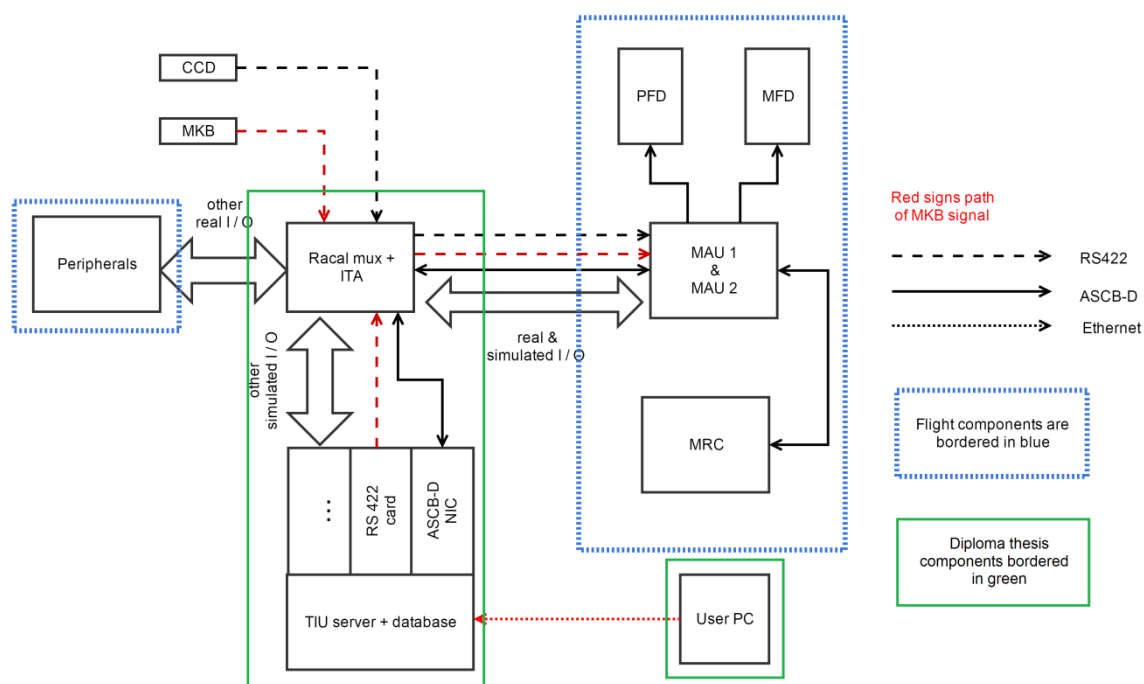 CCD
MKB
PFD
MFD
other
real I / O
Peripherals
Racal mux +
ITA
MAU 1
&
MAU 2
real &
simulated I / O
other
simulated I / O
MRC
...
RS 422
card
ASCB-D
NIC
TIU server + database
User PC
Red signs path
of MKB signal
RS422
ASCB-D
Ethernet
Flight components are
bordered in blue
Diploma thesis
components bordered
in green